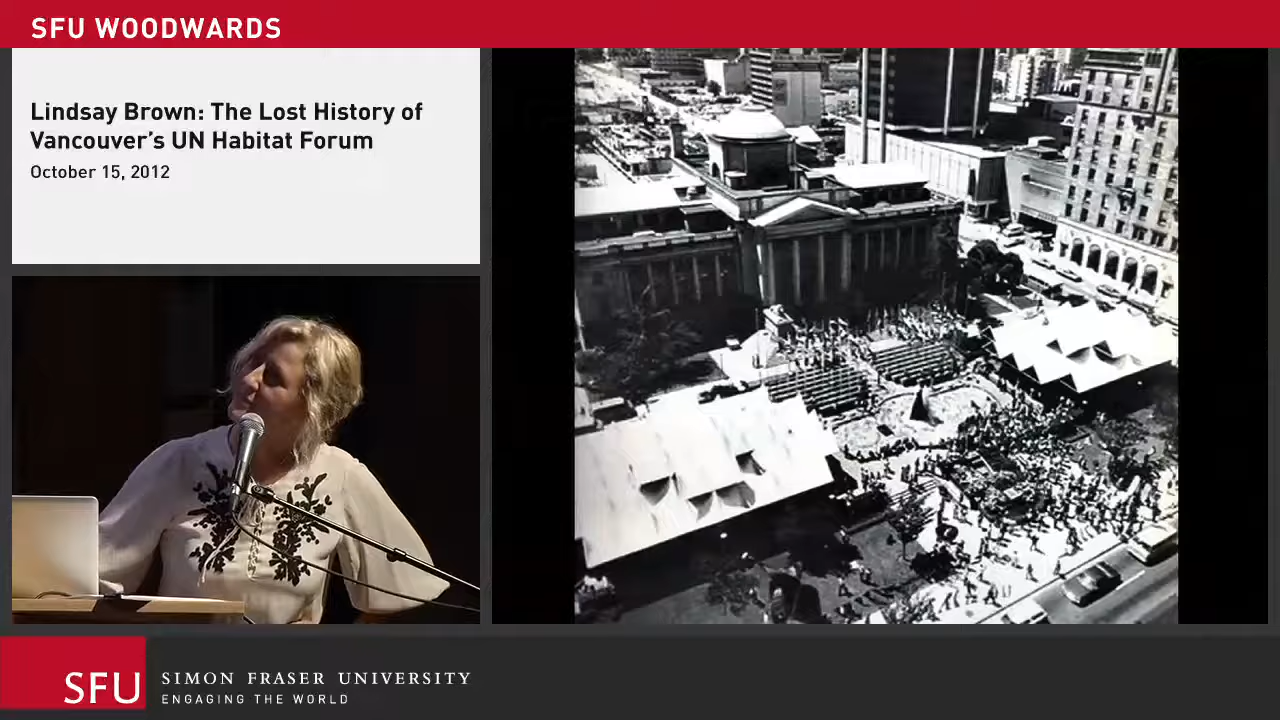 SFU WOODWARDS
Lindsay Brown: The Lost History of
Vancouver’s UN Habitat Forum
October 15, 2012
SFU
SIMON FRASER UNIVERSITY
ENGAGING THE WORLD